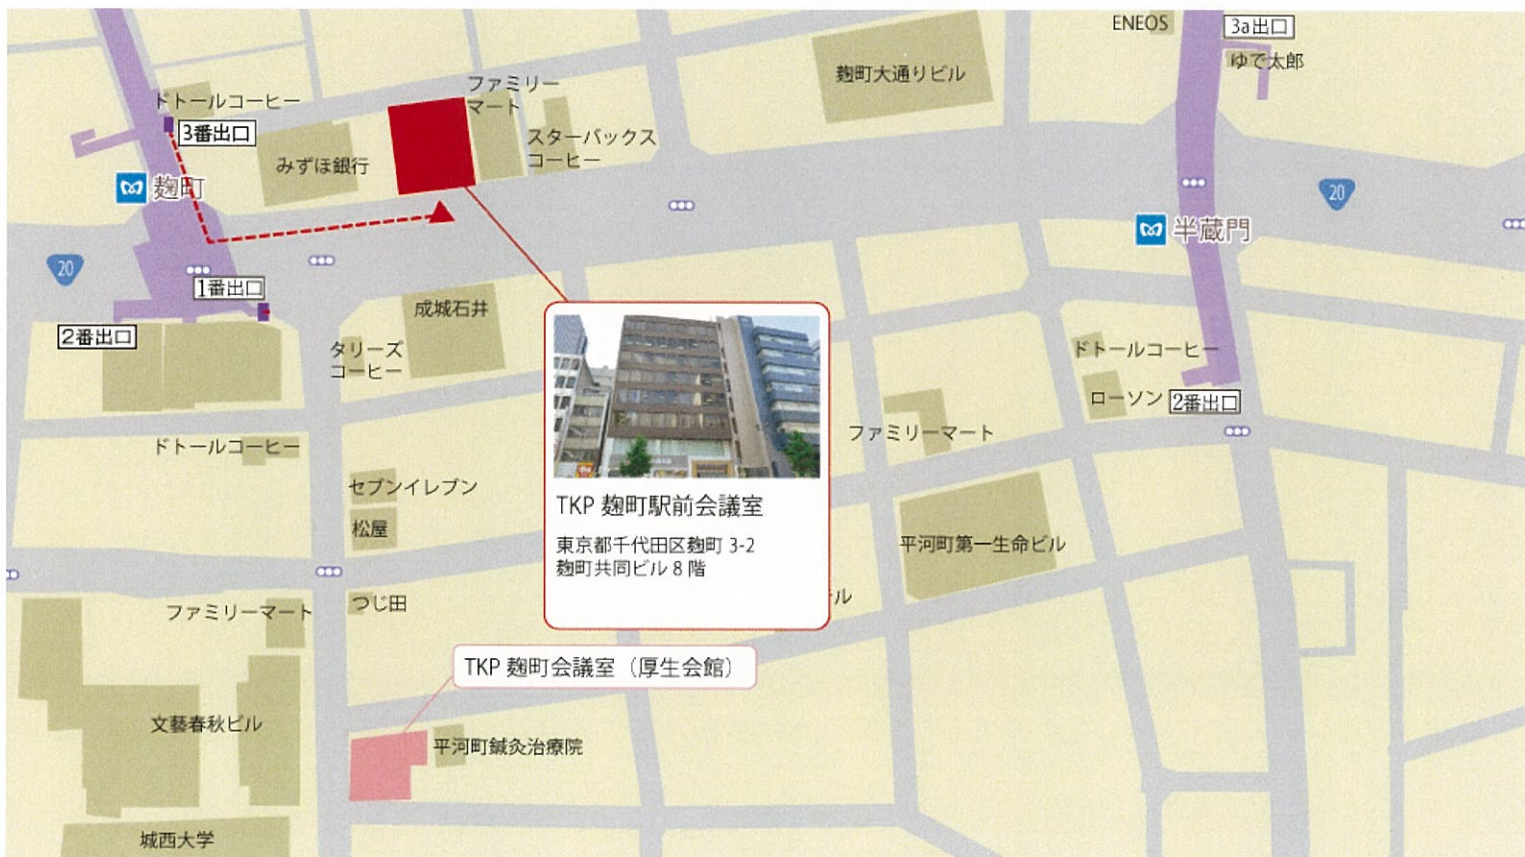 ENEOS
3a出口
ゆで太郎
麹町大通りビル
ファミリー
マート
ドトールコーヒー
3番出口
スターバックス
コーヒー
みずほ銀行
麹町
20
半蔵門
20
1番出口
2番出口
成城石井
タリーズ
コーヒー
ドトールコーヒー
ローソン
2番出口
ファミリーマート
ドトールコーヒー
セブンイレブン
松屋
TKP 麹町駅前会議室
東京都千代田区麹町 3-2
麹町共同ビル 8 階
平河町第一生命ビル
ル
ファミリーマート
つじ田
TKP 麹町会議室（厚生会館）
文藝春秋ビル
平河町鍼灸治療院
城西大学